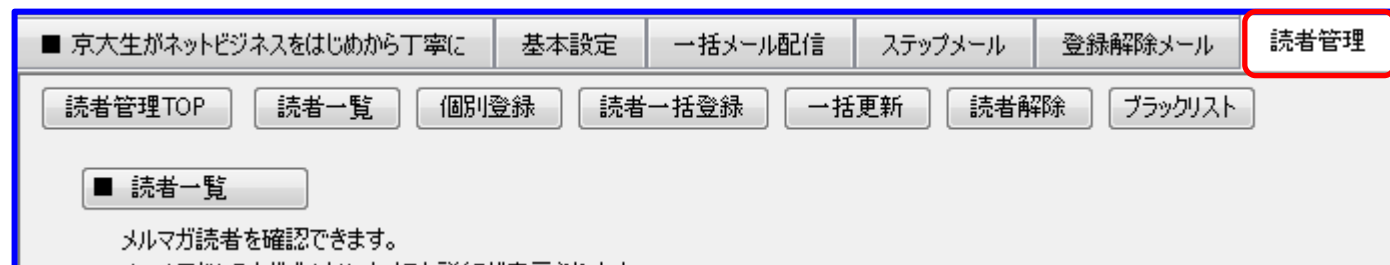 ■ 京大生がネットビジネスをはじめから丁寧に 基本設定 一括メール配信 ステップメール 登録解除メール 読者管理
読者管理TOP 読者一覧 個別登録 読者一括登録 一括更新 読者解除 ブラックリスト
■ 読者一覧
メルマガ読者を確認できます。